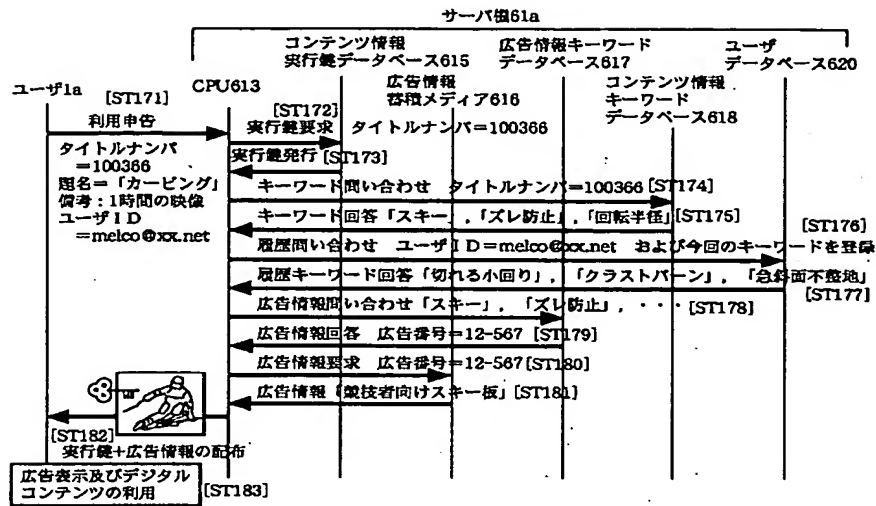 サーバ側61a
コンテンツ情報
実行鍵データベース615
広告情報キーワード
データベース617
ユーザ
データベース620
ユーザ1a
[ST171]
CPU613
広告情報
蓄積メディア616
コンテンツ情報
キーワード
データベース618
利用申告
[ST172]
実行鍵要求 タイトルナンバ=100366
タイトルナンバ
=100366
題名=「カービング」
備考:1時間の映像
ユーザID
=melco@xx.net
実行鍵発行 [ST173]
キーワード問い合わせ タイトルナンバ=100366 [ST174]
キーワード回答「スキー」,「ズレ防止」,「回転半径」[ST175]
[ST176]
履歴問い合わせ ユーザID=melco@xx.net および今回のキーワードを登録
履歴キーワード回答「切れる小回り」,「クラストバーン」,「急斜面不整地」
[ST177]
広告情報問い合わせ「スキー」,「ズレ防止」,・・・[ST178]
広告情報回答 広告番号=12-567 [ST179]
広告情報要求 広告番号=12-567[ST180]
広告情報「競技者向けスキー板」[ST181]
[ST182]
実行鍵+広告情報の配布
広告表示及びデジタル
コンテンツの利用
[ST183]